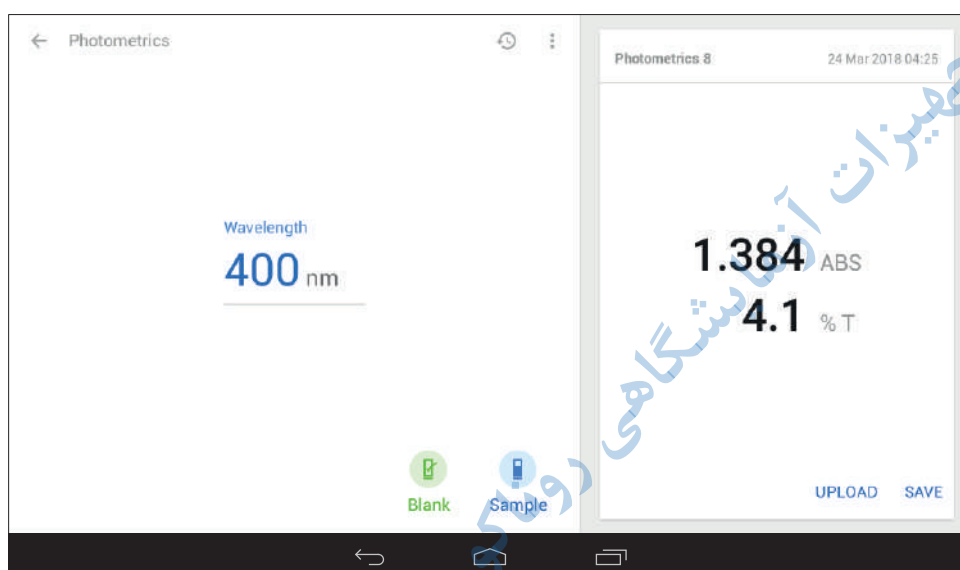 Photometrics
Photometrics 8
24 Mar 2018 04:25
Wavelength
400 nm
1.384 ABS
4.1 % T
Blank
Sample
UPLOAD
SAVE
تجهیزات آزمایشگاهی